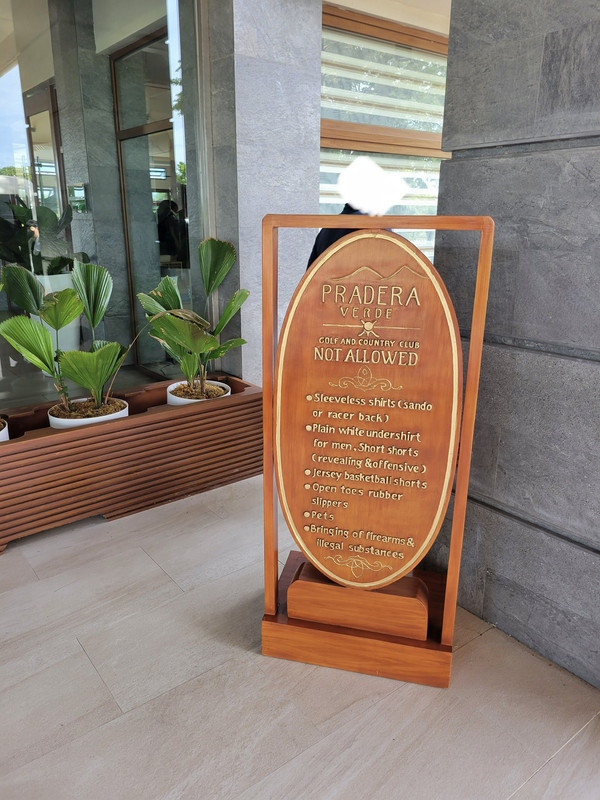 PRADERA
VERDE
GOLF AND COUNTRY CLUB
NOT ALLOWED
• Sleeveless shirts (sando
or racer back)
• Plain white undershirt
for men, Short shorts
(revealing & offensive)
• Jersey basketball shorts
• Open toes rubber
slippers
• Pets
• Bringing of firearms &
illegal substances